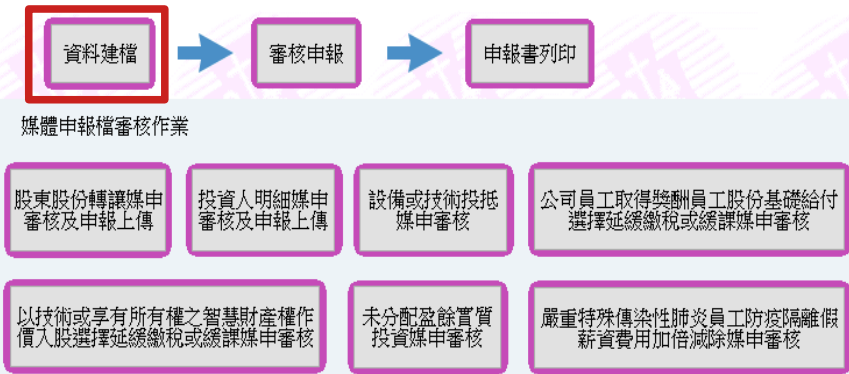 資料建檔
審核申報
申報書列印
媒體申報檔審核作業
股東股份轉讓媒申
審核及申報上傳
投資人明細媒申
審核及申報上傳
設備或技術投抵
媒申審核
公司員工取得獎酬員工股份基礎給付
選擇延緩繳稅或緩課媒申審核
以技術或享有所有權之智慧財產權作
價入股選擇延緩繳稅或緩課媒申審核
未分配盈餘實質
投資媒申審核
嚴重特殊傳染性肺炎員工防疫隔離假
薪資費用加倍減除媒申審核